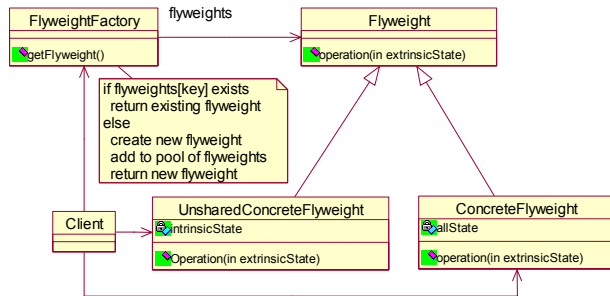 flyweights
FlyweightFactory
getFlyweight()
Flyweight
operation(in extrinsicState)
if flyweights[key] exists
return existing flyweight
else
create new flyweight
add to pool of flyweights
return new flyweight
Client
UnsharedConcreteFlyweight
intrinsicState
Operation(in extrinsicState)
ConcreteFlyweight
allState
operation(in extrinsicState)